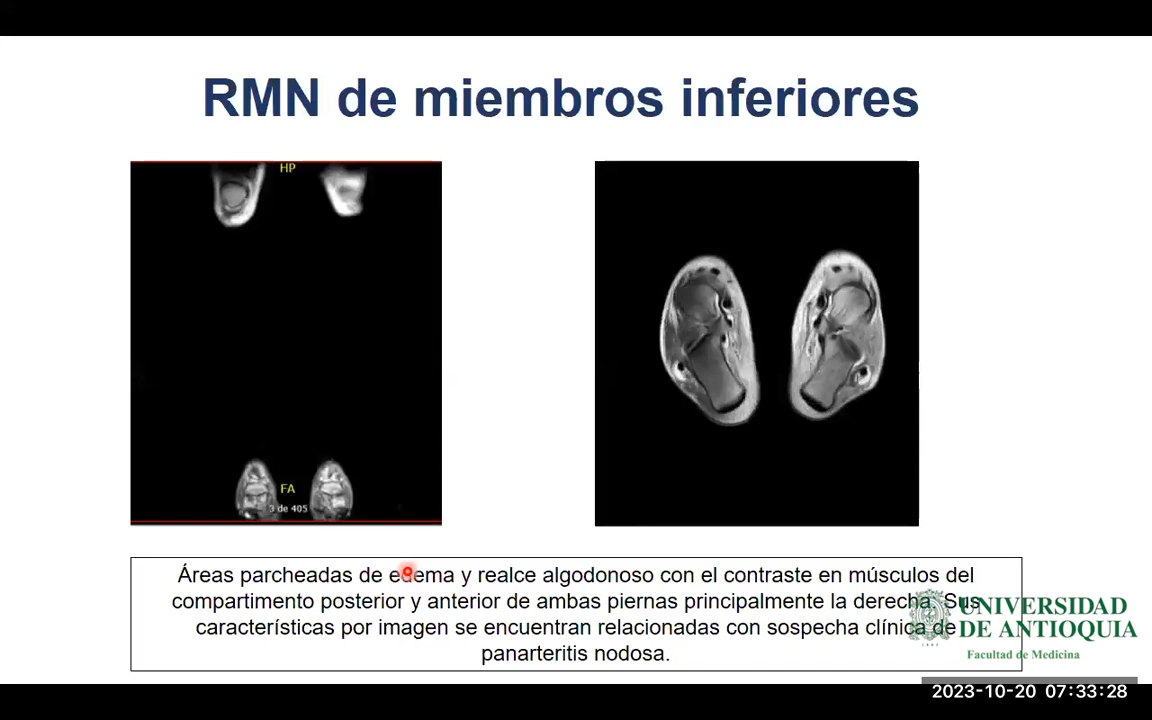 RMN de miembros inferiores
HP
FA
3 de 405
Áreas parcheadas de edema y realce algodonoso con el contraste en músculos del
compartimento posterior y anterior de ambas piernas principalmente la derecha. Sus
características por imagen se encuentran relacionadas con sospecha clínica de
panarteritis nodosa.
UNIVERSIDAD
DE ANTIOQUIA
Facultad de Medicina
2023-10-20 07:33:28